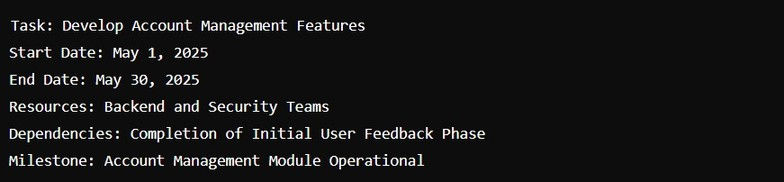 Task: Develop Account Management Features
Start Date: May 1, 2025
End Date: May 30, 2025
Resources: Backend and Security Teams
Dependencies: Completion of Initial User Feedback Phase
Milestone: Account Management Module Operational